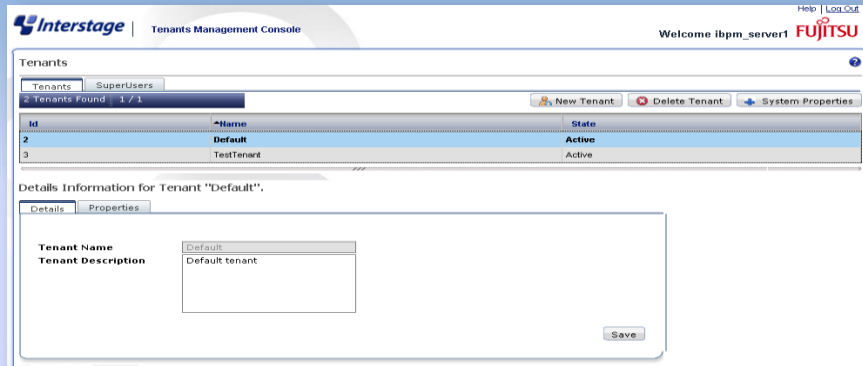 Help | Log Out
Interstage | Tenants Management Console
Welcome ibpm_server1 FUJITSU
Tenants
Tenants SuperUsers
2 Tenants Found 1 / 1 New Tenant Delete Tenant System Properties
Id Name State
2 Default Active
3 TestTenant Active
Details Information for Tenant "Default".
Details Properties
Tenant Name Default
Tenant Description Default tenant
Save